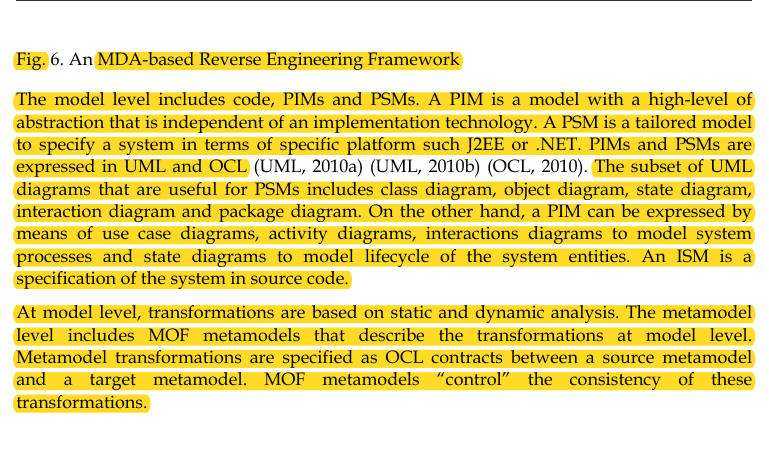 Fig. 6. An MDA-based Reverse Engineering Framework
The model level includes code, PIMs and PSMs. A PIM is a model with a high-level of
abstraction that is independent of an implementation technology. A PSM is a tailored model
to specify a system in terms of specific platform such J2EE or .NET. PIMs and PSMs are
expressed in UML and OCL (UML, 2010a) (UML, 2010b) (OCL, 2010). The subset of UML
diagrams that are useful for PSMs includes class diagram, object diagram, state diagram,
interaction diagram and package diagram. On the other hand, a PIM can be expressed by
means of use case diagrams, activity diagrams, interactions diagrams to model system
processes and state diagrams to model lifecycle of the system entities. An ISM is a
specification of the system in source code.
At model level, transformations are based on static and dynamic analysis. The metamodel
level includes MOF metamodels that describe the transformations at model level.
Metamodel transformations are specified as OCL contracts between a source metamodel
and a target metamodel. MOF metamodels “control” the consistency of these
transformations.